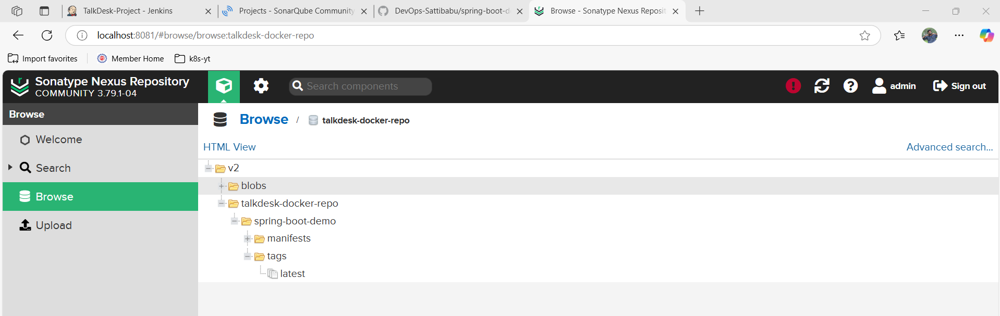 TalkDesk-Project - Jenkins
Projects - SonarQube Community
DevOps-Sattibabu/spring-boot-d
Browse - Sonatype Nexus Reposit
localhost:8081/#browse/browse:talkdesk-docker-repo
Import favorites
Member Home
k8s-yt
Sonatype Nexus Repository
COMMUNITY 3.79.1-04
Search components
admin
Sign out
Browse
Browse / talkdesk-docker-repo
Welcome
HTML View
Advanced search...
Search
v2
blobs
Browse
talkdesk-docker-repo
Upload
spring-boot-demo
manifests
tags
latest